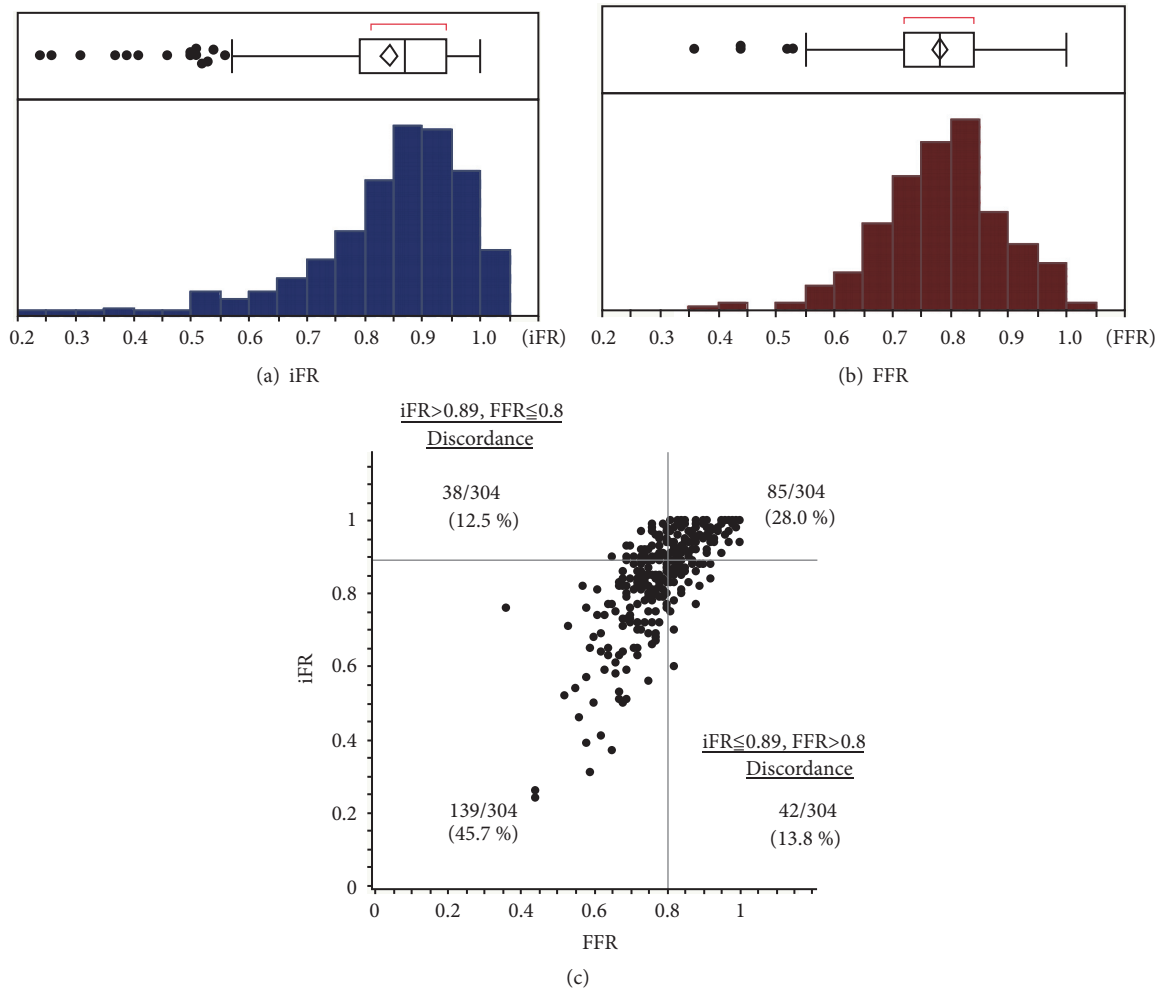 0.2 0.3 0.4 0.5 0.6 0.7 0.8 0.9 1.0 (iFR)
(a) iFR
0.2 0.3 0.4 0.5 0.6 0.7 0.8 0.9 1.0 (FFR)
(b) FFR
iFR>0.89, FFR≦0.8
Discordance
38/304
(12.5 %)
85/304
(28.0 %)
1
0.8
0.6
0.4
0.2
0
iFR
iFR≦0.89, FFR>0.8
Discordance
139/304
(45.7 %)
42/304
(13.8 %)
0 0.2 0.4 0.6 0.8 1
FFR
(c)